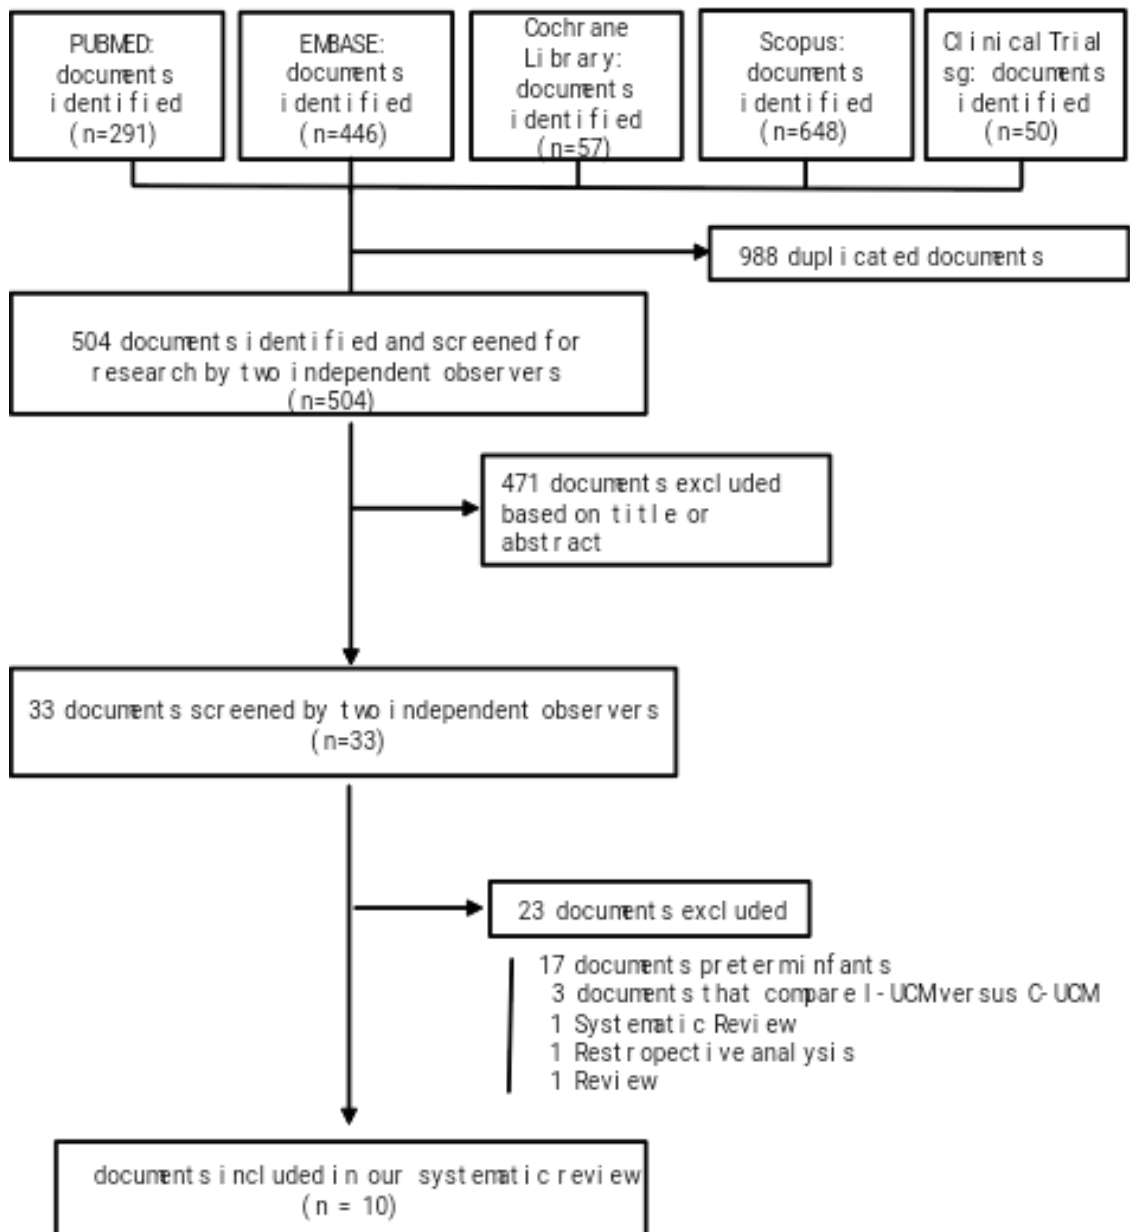 PUBMED:
documents
identified
(n=291)
EMBASE:
documents
identified
(n=446)
Cochrane
Library:
documents
identified
(n=57)
Scopus:
documents
identified
(n=648)
Clinical Trial
sg: documents
identified
(n=50)
988 duplicated documents
504 documents identified and screened for
research by two independent observers
(n=504)
471 documents excluded
based on title or
abstract
33 documents screened by two independent observers
(n=33)
23 documents excluded
17 documents preterm infants
3 documents that compare I-UCM versus C-UCM
1 Systematic Review
1 Restropective analysis
1 Review
documents included in our systematic review
(n = 10)